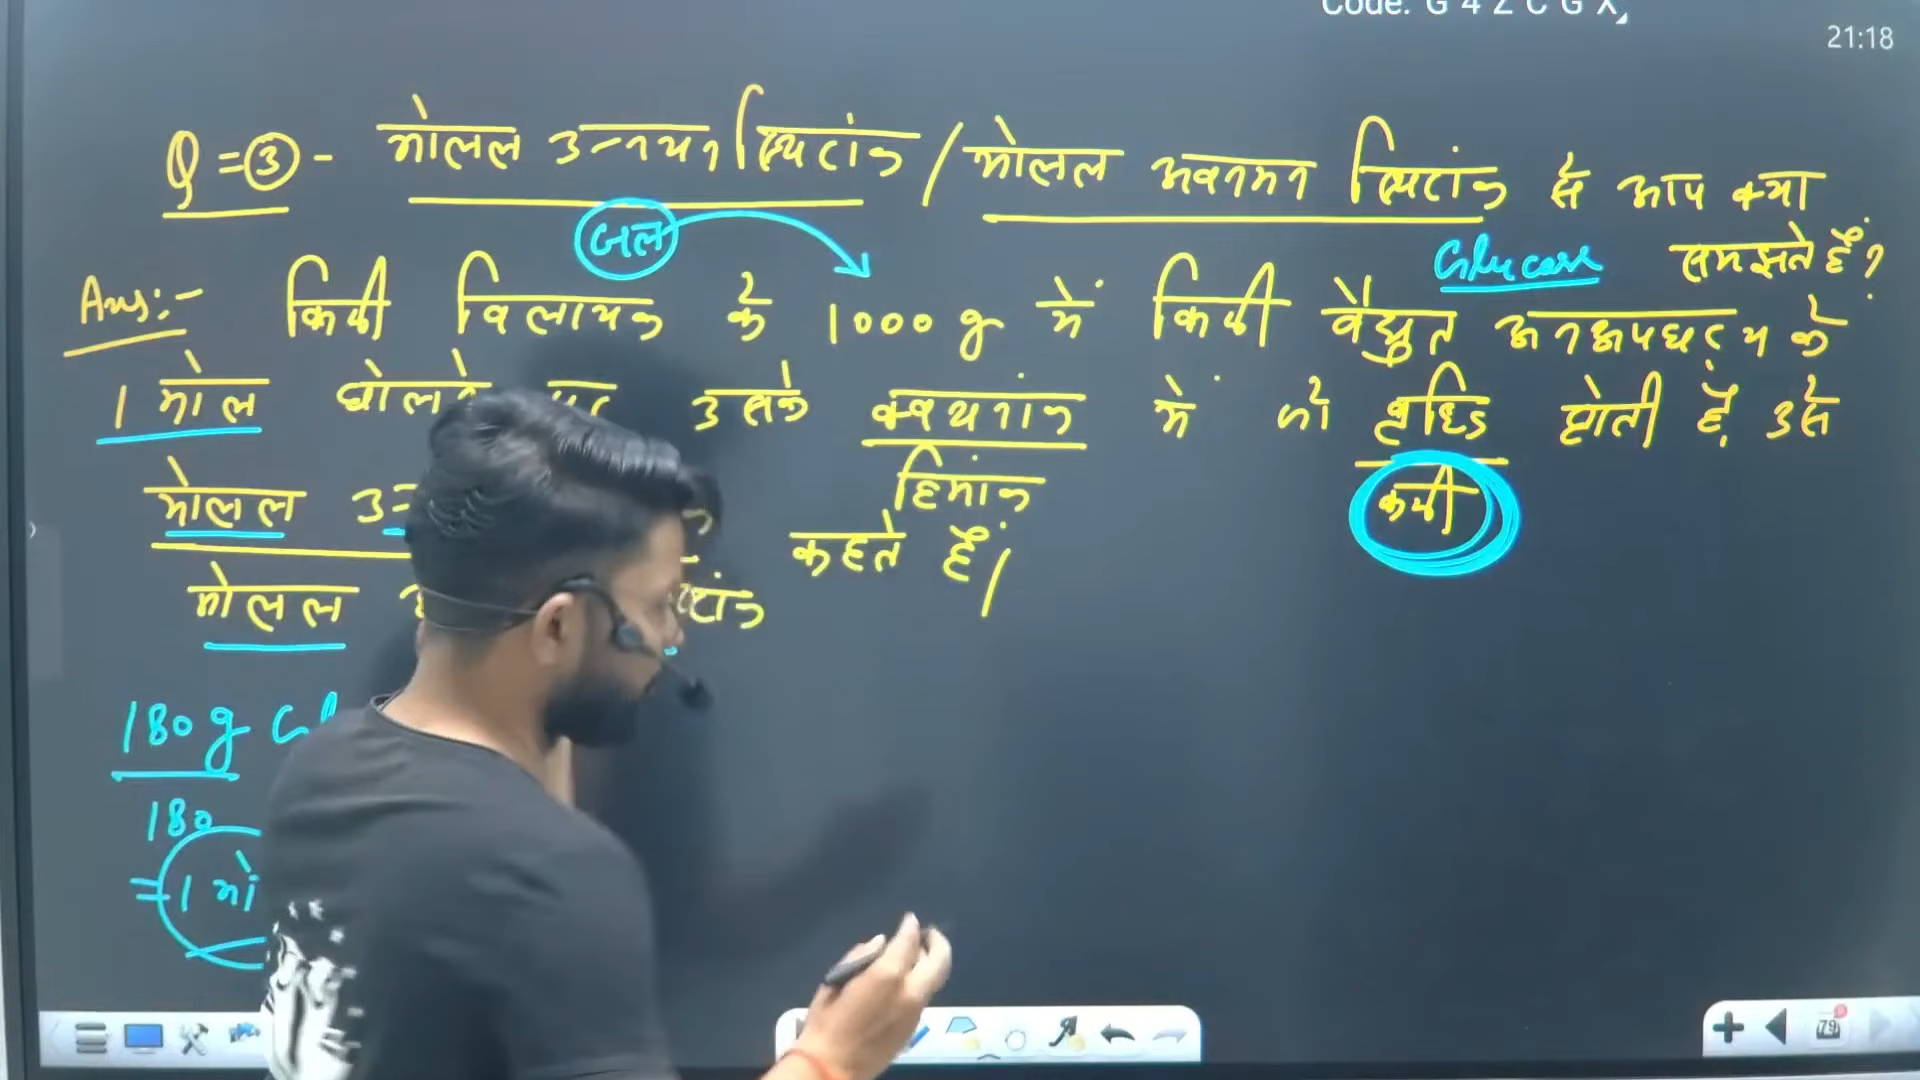 Code: G 4 Z C G X
21:18
Q = ③ - मोलल उन्नयन स्थिरांक / मोलल अवनमन स्थिरांक से आप क्या
समझते हैं?
जल
Glucose
Ans:- किसी विलायक के 1000 g में किसी वैद्युत अनअपघट्य के
1 मोल घोलने पर उसके क्वथनांक में जो वृद्धि होती है, उसे
हिमांक
कमी
मोलल
कहते हैं।
मोलल
180 g
180
= 1 मो
79